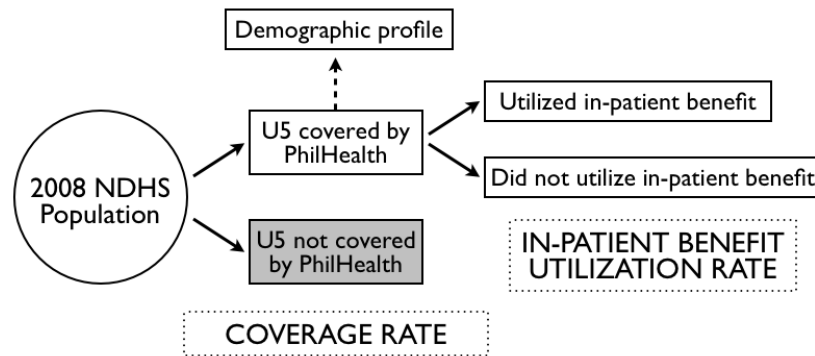 Demographic profile
U5 covered by
PhilHealth
Utilized in-patient benefit
Did not utilize in-patient benefit
2008 NDHS
Population
U5 not covered
by PhilHealth
IN-PATIENT BENEFIT
UTILIZATION RATE
COVERAGE RATE